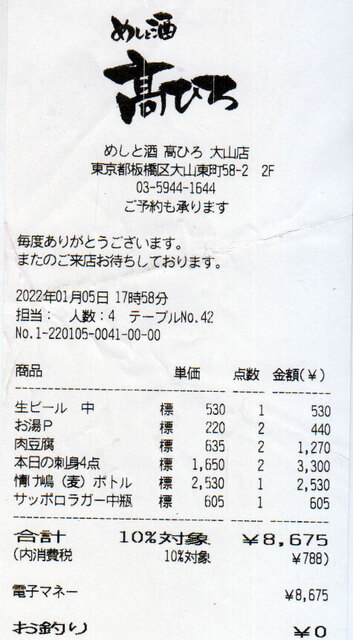 めしと酒
高ひろ
めしと酒 高ひろ 大山店
東京都板橋区大山東町58-2 2F
03-5944-1644
ご予約も承ります
毎度ありがとうございます。
またのご来店お待ちしております。
2022年01月05日 17時58分
担当： 人数：4 テーブルNo.42
No.1-220105-0041-00-00
商品 単価 点数 金額(¥)
生ビール 中 標 530 1 530
お湯P 標 220 2 440
肉豆腐 標 635 2 1,270
本日の刺身4点 標 1,650 2 3,300
情け嶋（麦）ボトル 標 2,530 1 2,530
サッポロラガー中瓶 標 605 1 605
合計 10%対象 ¥8,675
(内消費税 10%対象 ¥788)
電子マネー ¥8,675
お釣り ¥0